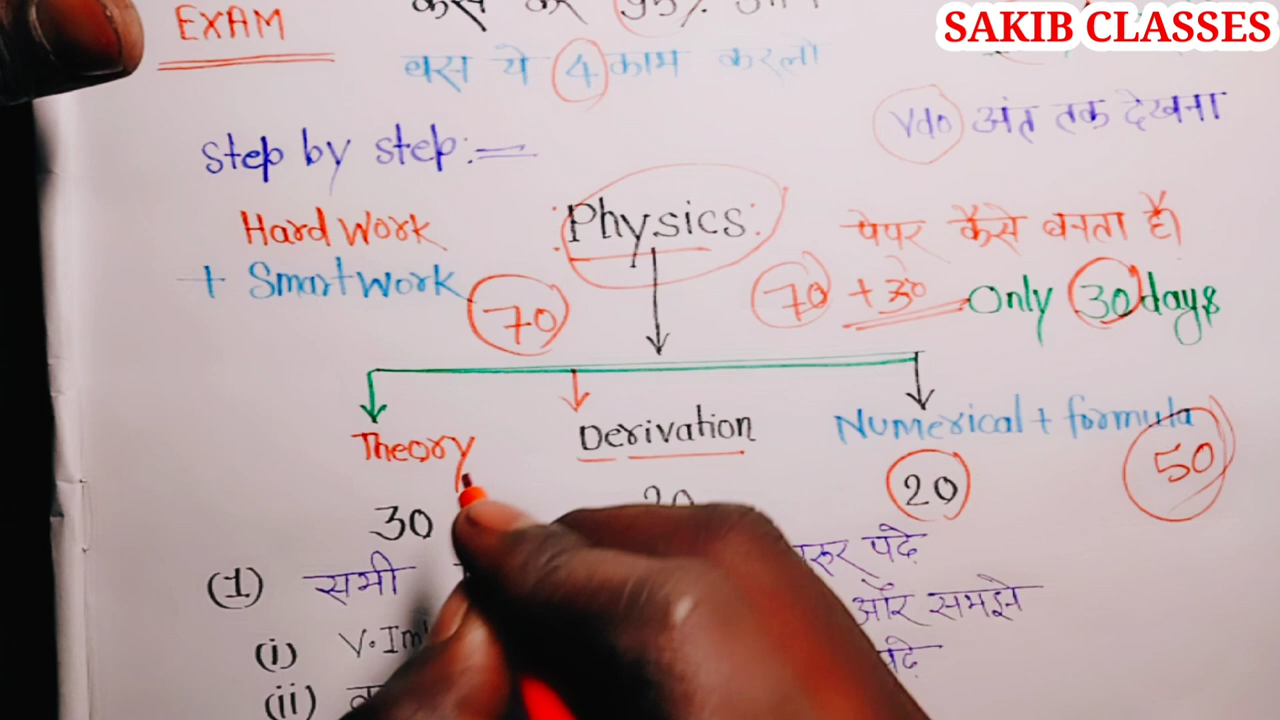 SAKIB CLASSES
EXAM
95%
बस ये 4 काम करलो
Vdo अंत तक देखना
Step by step:—
Hard Work
+ Smart Work
70
Physics
पेपर कैसे बनता है।
70 + 30 Only 30 days
Theory Derivation Numerical + formula
30 20 50
(1) सभी पढ़े
(i) V.Im और समझे
(ii) पढ़े